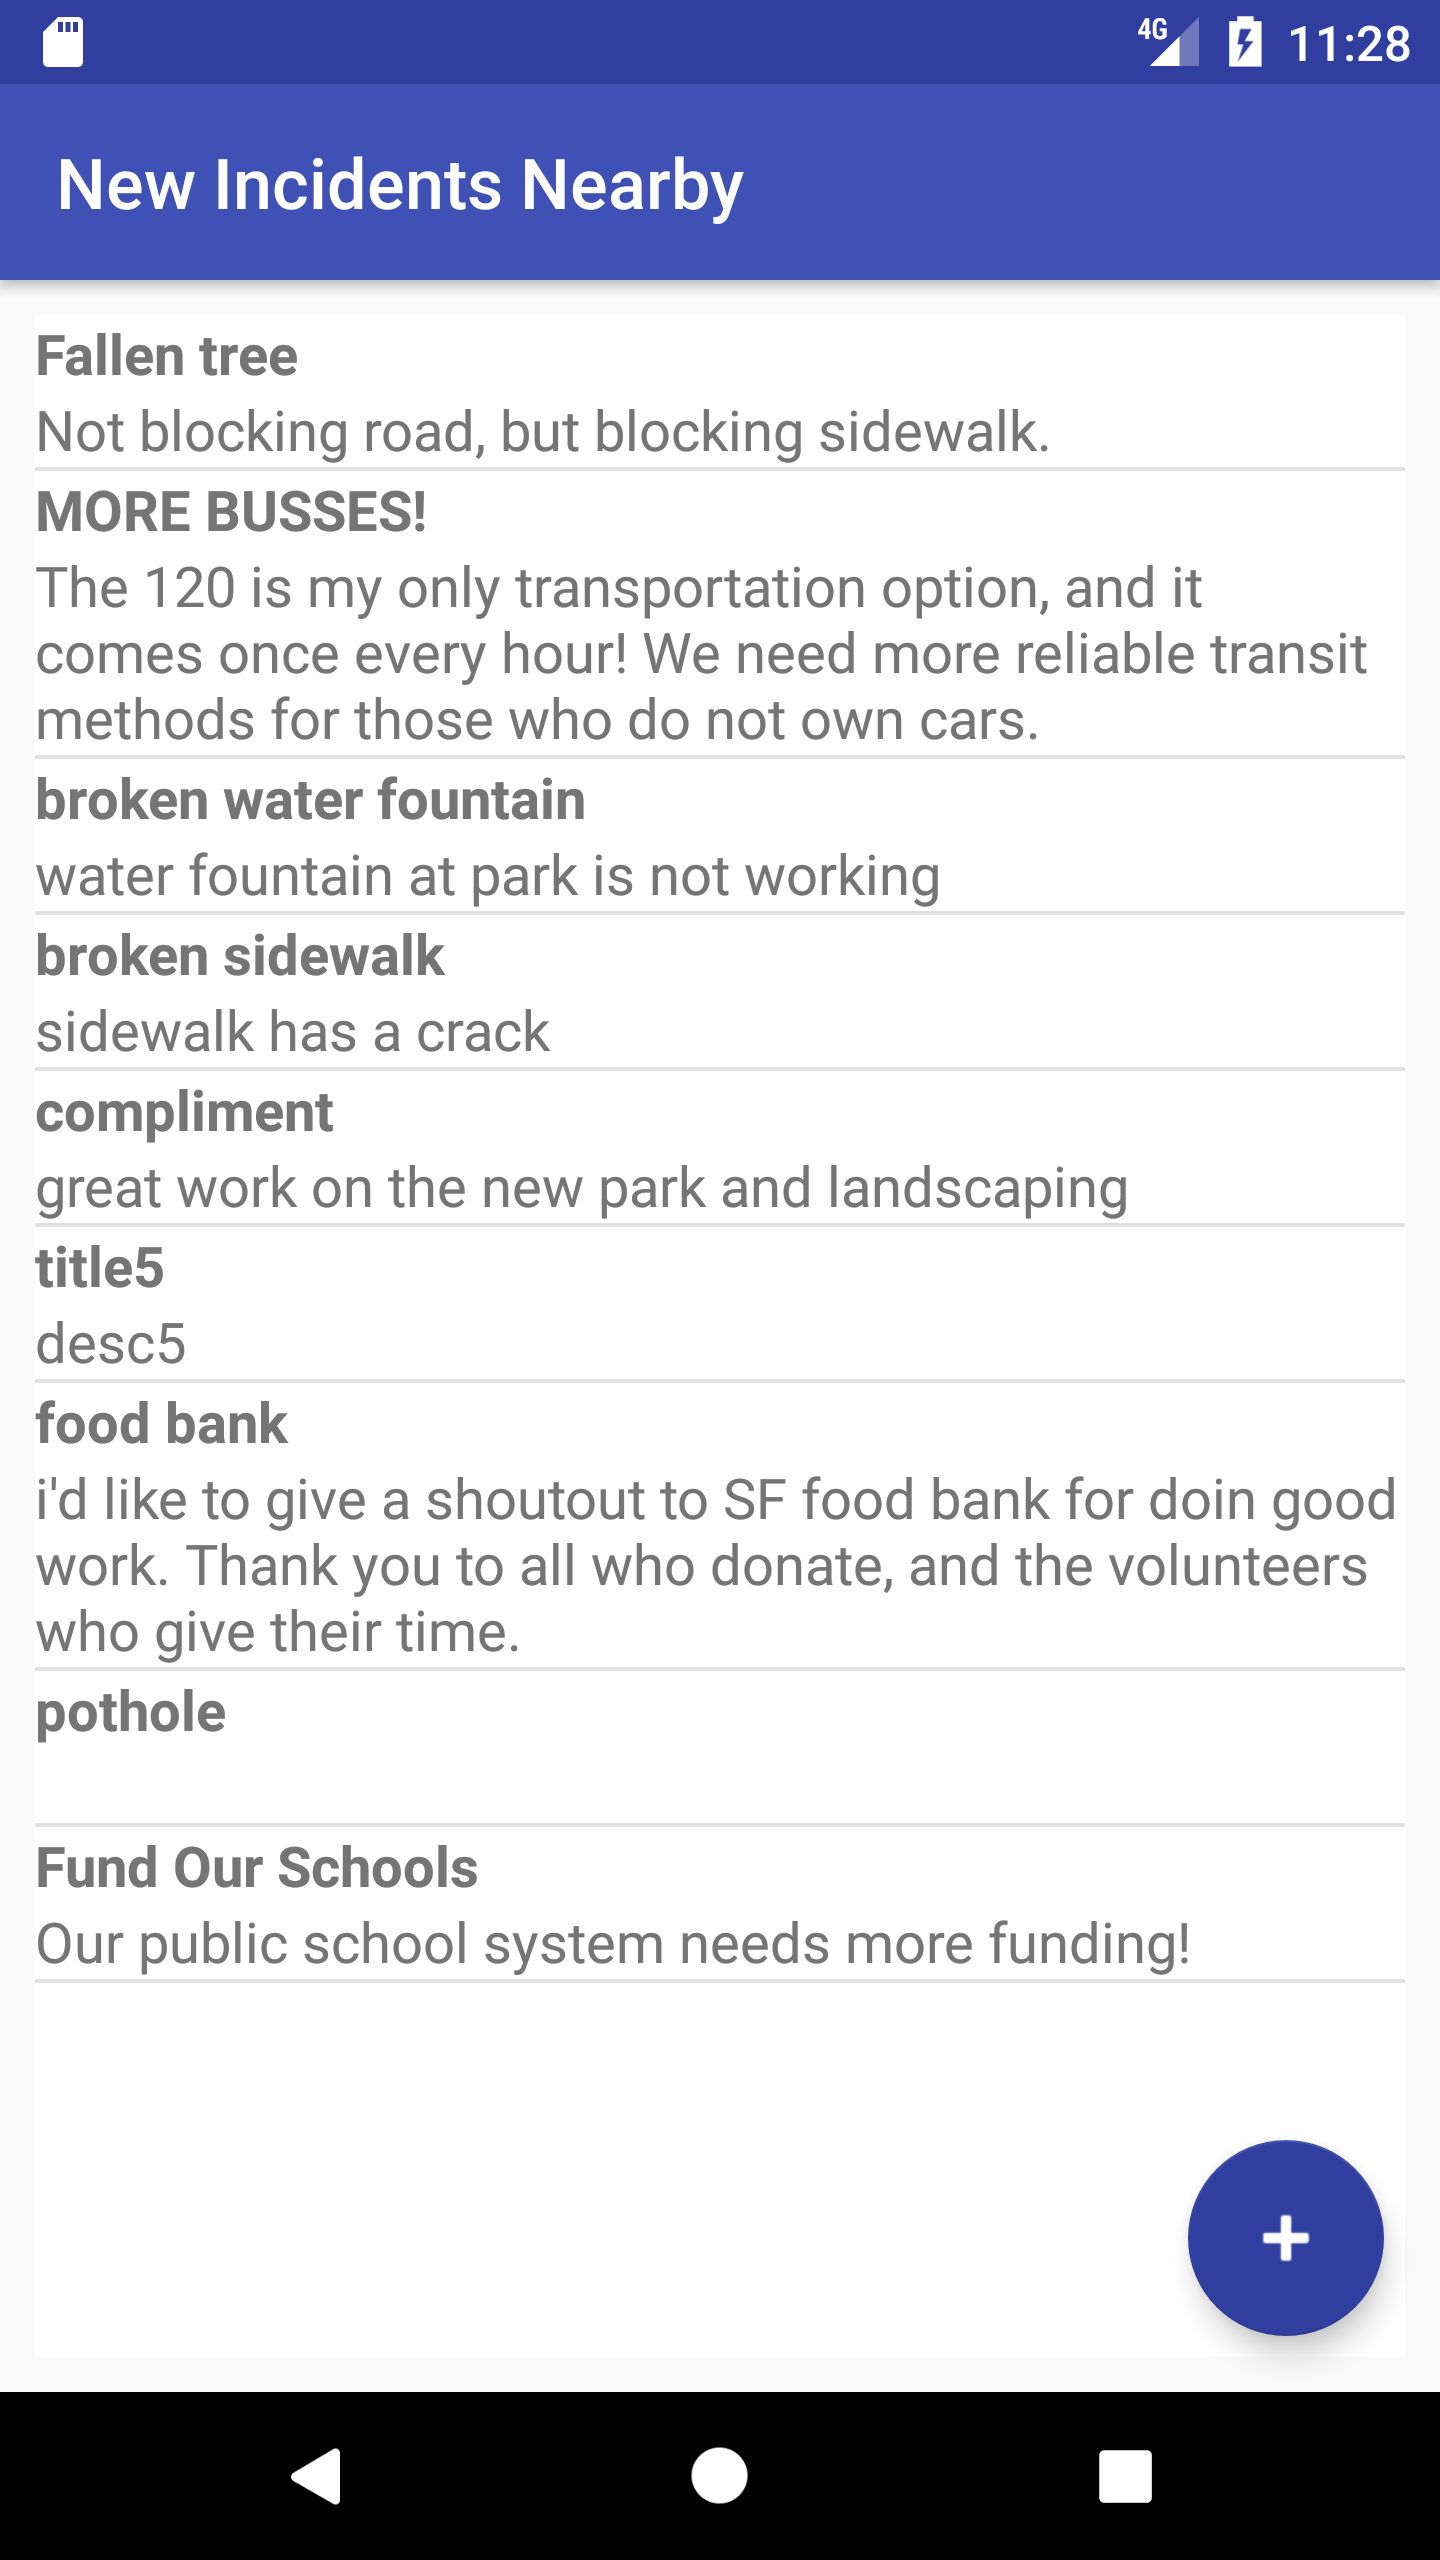 4G 11:28
New Incidents Nearby
Fallen tree
Not blocking road, but blocking sidewalk.
MORE BUSSES!
The 120 is my only transportation option, and it
comes once every hour! We need more reliable transit
methods for those who do not own cars.
broken water fountain
water fountain at park is not working
broken sidewalk
sidewalk has a crack
compliment
great work on the new park and landscaping
title5
desc5
food bank
i'd like to give a shoutout to SF food bank for doin good
work. Thank you to all who donate, and the volunteers
who give their time.
pothole
Fund Our Schools
Our public school system needs more funding!